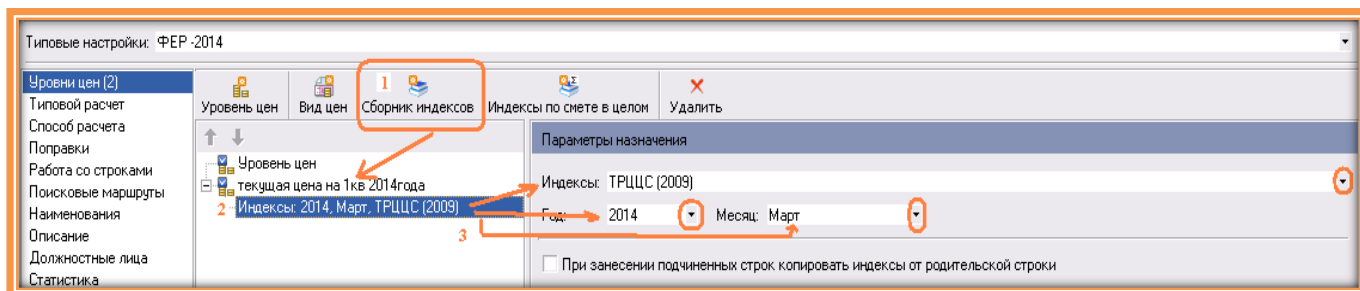 Типовые настройки: ФЕР -2014
Уровни цен (2)
Типовой расчет
Способ расчета
Поправки
Работа со строками
Поисковые маршруты
Наименования
Описание
Должностные лица
Статистика
1
Уровень цен Вид цен Сборник индексов Индексы по смете в целом Удалить
Уровень цен
текущая цена на 1кв 2014года
2 Индексы: 2014, Март, ТРЦЦС (2009)
3
Параметры назначения
Индексы: ТРЦЦС (2009)
Год: 2014 Месяц: Март
При занесении подчиненных строк копировать индексы от родительской строки